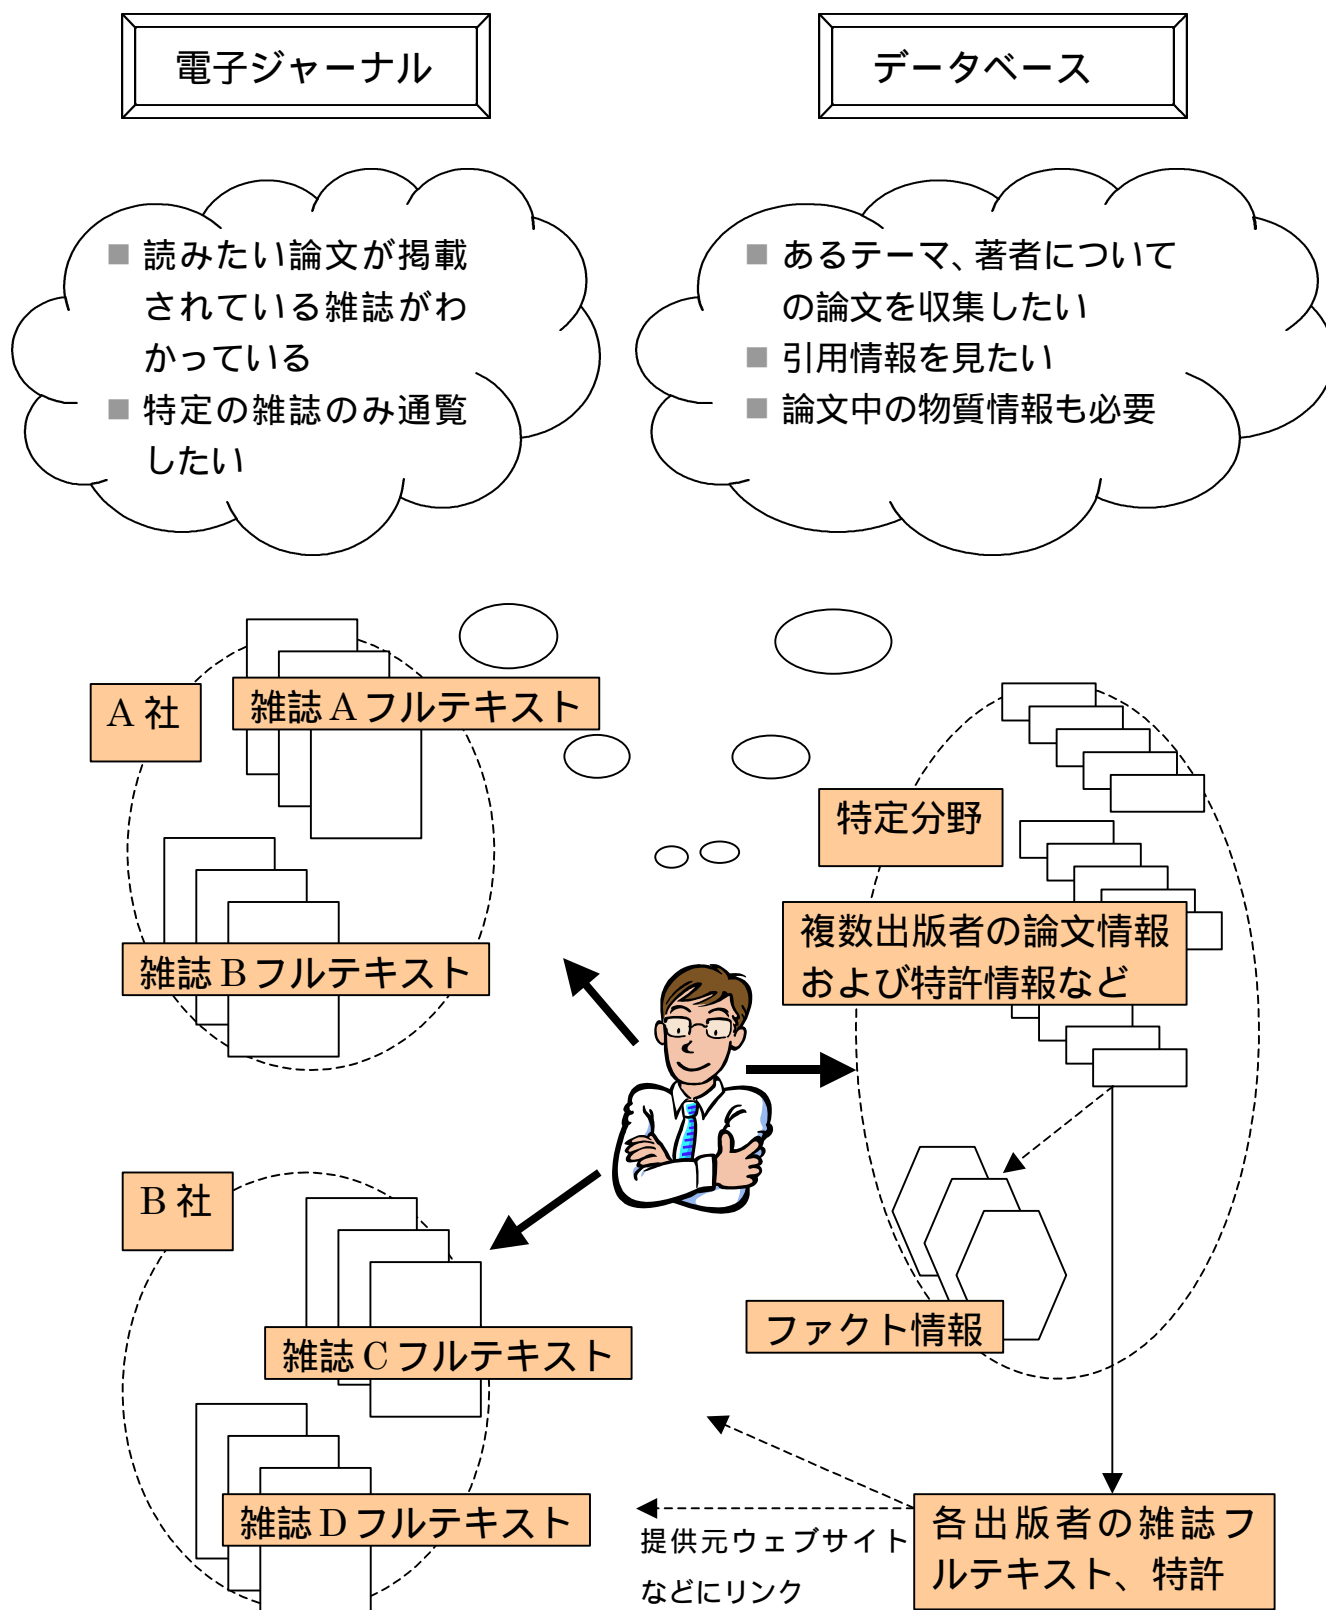 電子ジャーナル
データベース
■ 読みたい論文が掲載
されている雑誌がわ
かっている
■ 特定の雑誌のみ通覧
したい
■ あるテーマ、著者について
の論文を収集したい
■ 引用情報を見たい
■ 論文中の物質情報も必要
A 社
雑誌 A フルテキスト
雑誌 B フルテキスト
特定分野
複数出版者の論文情報
および特許情報など
B 社
雑誌 C フルテキスト
雑誌 D フルテキスト
ファクト情報
提供元ウェブサイト
などにリンク
各出版者の雑誌フ
ルテキスト、特許